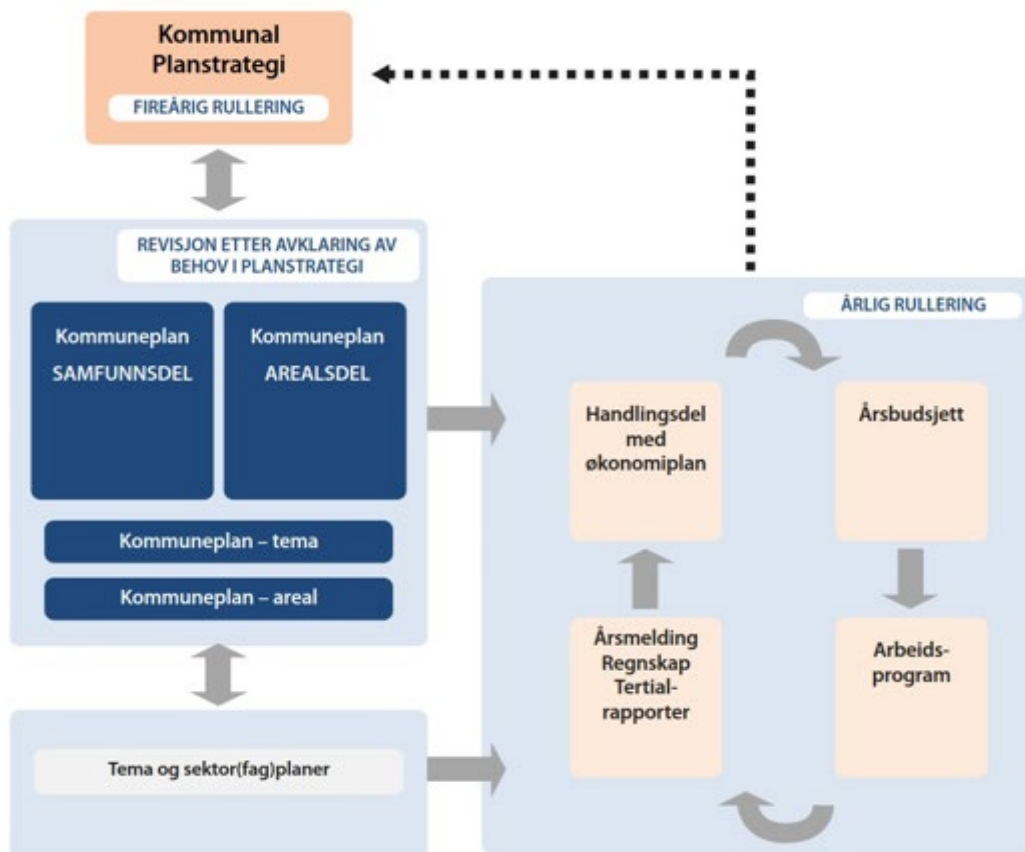 Kommunal
Planstrategi
FIREÅRIG RULLERING
REVISJON ETTER AVKLARING AV
BEHOV I PLANSTRATEGI
Kommuneplan
SAMFUNNSDEL
Kommuneplan
AREALSDEL
Kommuneplan – tema
Kommuneplan – areal
Tema og sektor(fag)planer
ÅRLIG RULLERING
Handlingsdel
med
økonomiplan
Årsbudsjett
Årsmelding
Regnskap
Tertial-
rapporter
Arbeids-
program